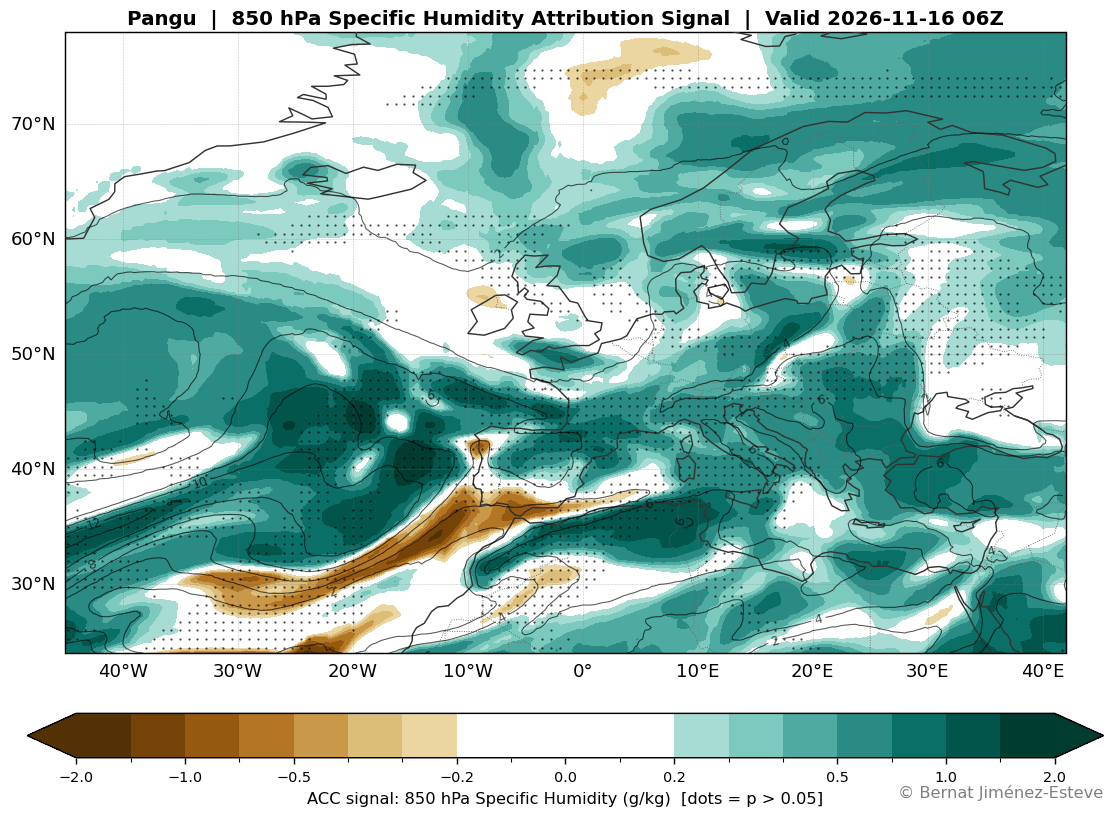 Pangu | 850 hPa Specific Humidity Attribution Signal | Valid 2026-11-16 06Z
70°N
60°N
50°N
40°N
30°N
40°W 30°W 20°W 10°W 0° 10°E 20°E 30°E 40°E
−2.0 −1.0 −0.5 −0.2 0.0 0.2 0.5 1.0 2.0
ACC signal: 850 hPa Specific Humidity (g/kg) [dots = p > 0.05]
© Bernat Jiménez-Esteve